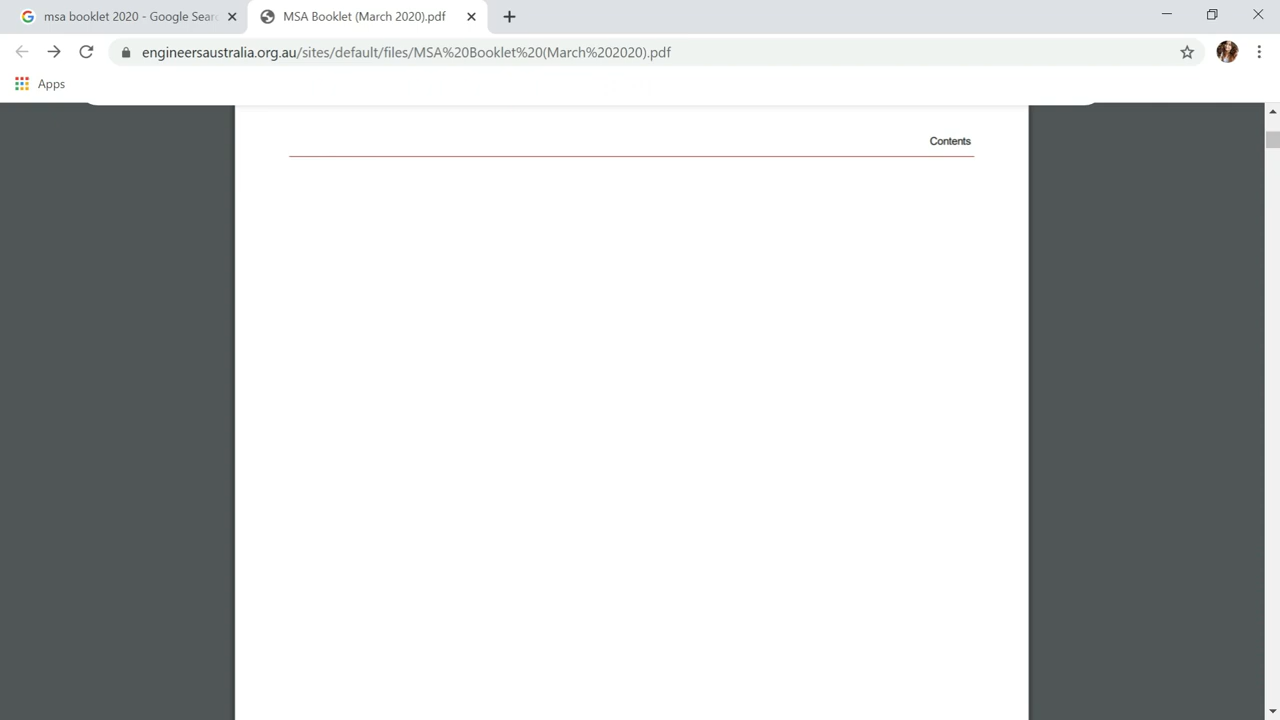 msa booklet 2020 - Google Sear
MSA Booklet (March 2020).pdf
engineersaustralia.org.au/sites/default/files/MSA%20Booklet%20(March%202020).pdf
Apps
Contents